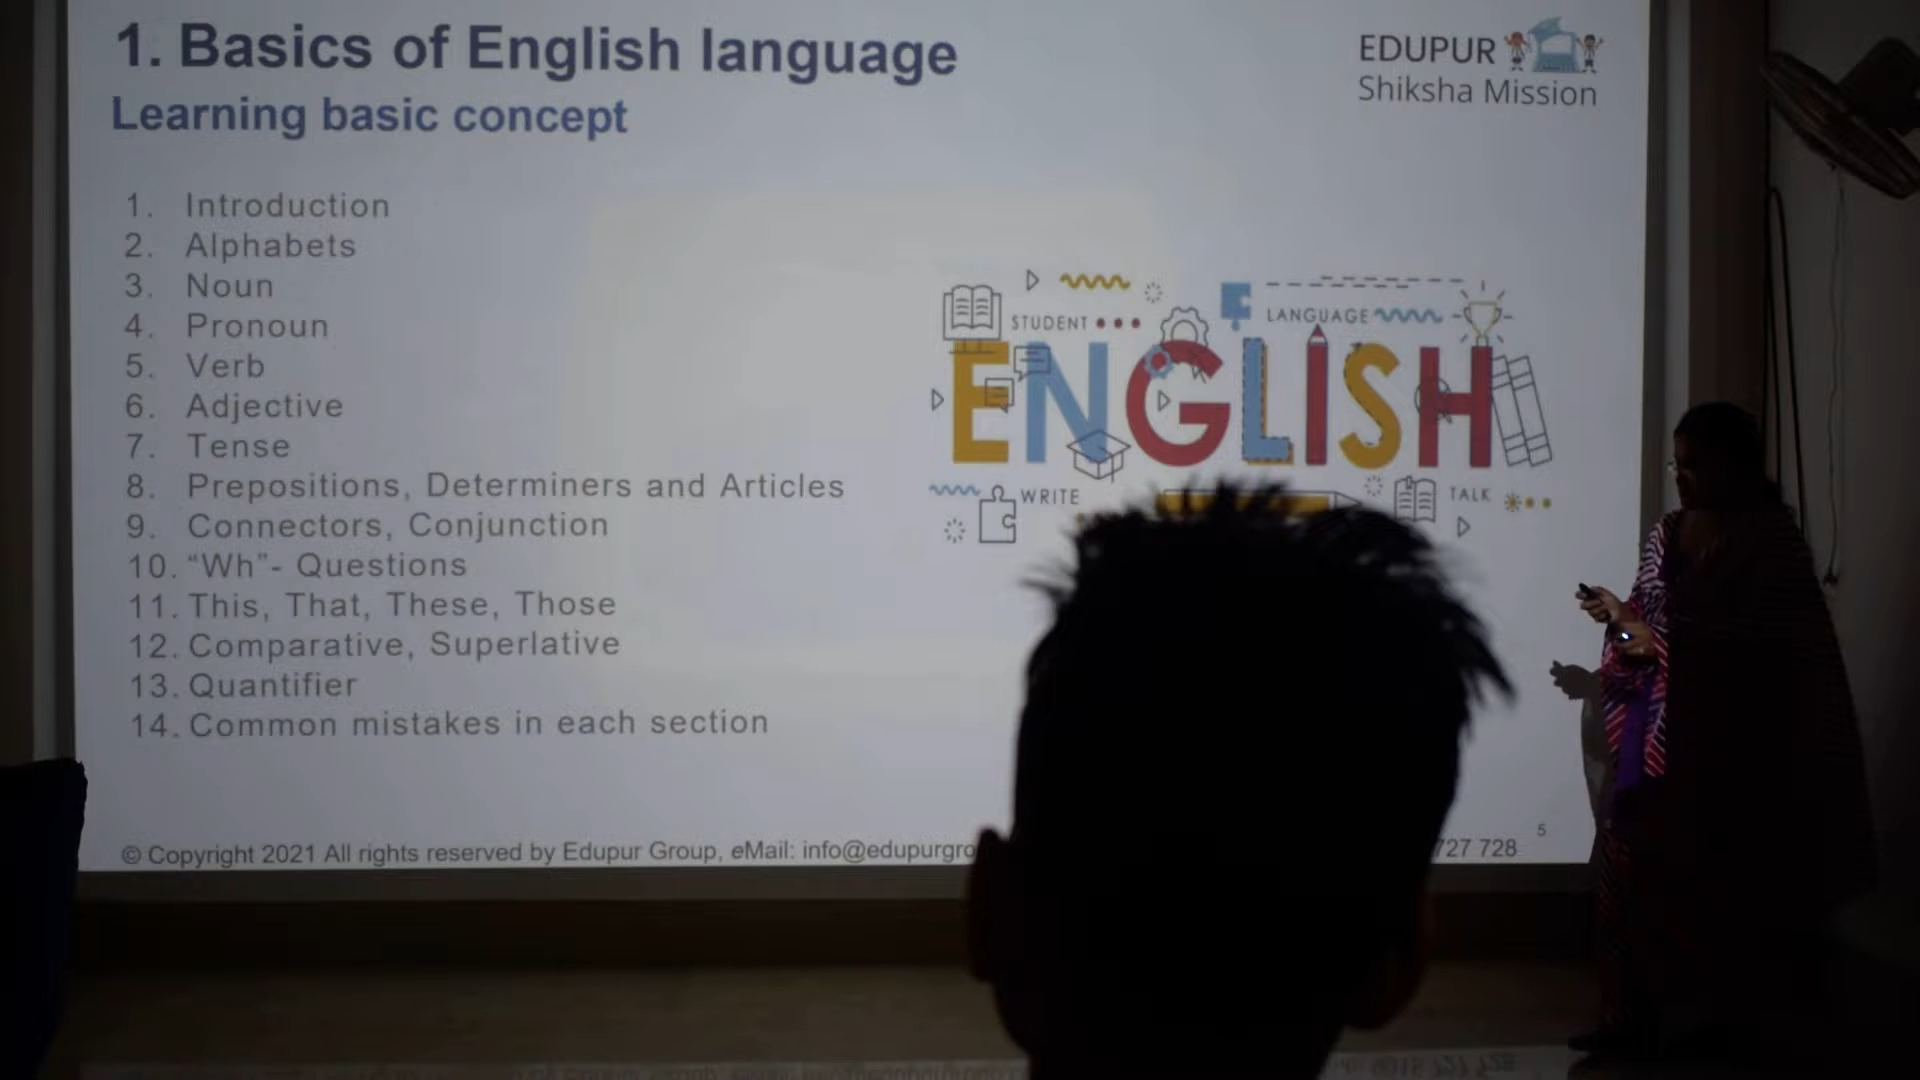 1. Basics of English language
Learning basic concept
EDUPUR
Shiksha Mission
1. Introduction
2. Alphabets
3. Noun
4. Pronoun
5. Verb
6. Adjective
7. Tense
8. Prepositions, Determiners and Articles
9. Connectors, Conjunction
10. “Wh”- Questions
11. This, That, These, Those
12. Comparative, Superlative
13. Quantifier
14. Common mistakes in each section
STUDENT
LANGUAGE
ENGLISH
WRITE
TALK
5
© Copyright 2021 All rights reserved by Edupur Group, eMail: 727 728